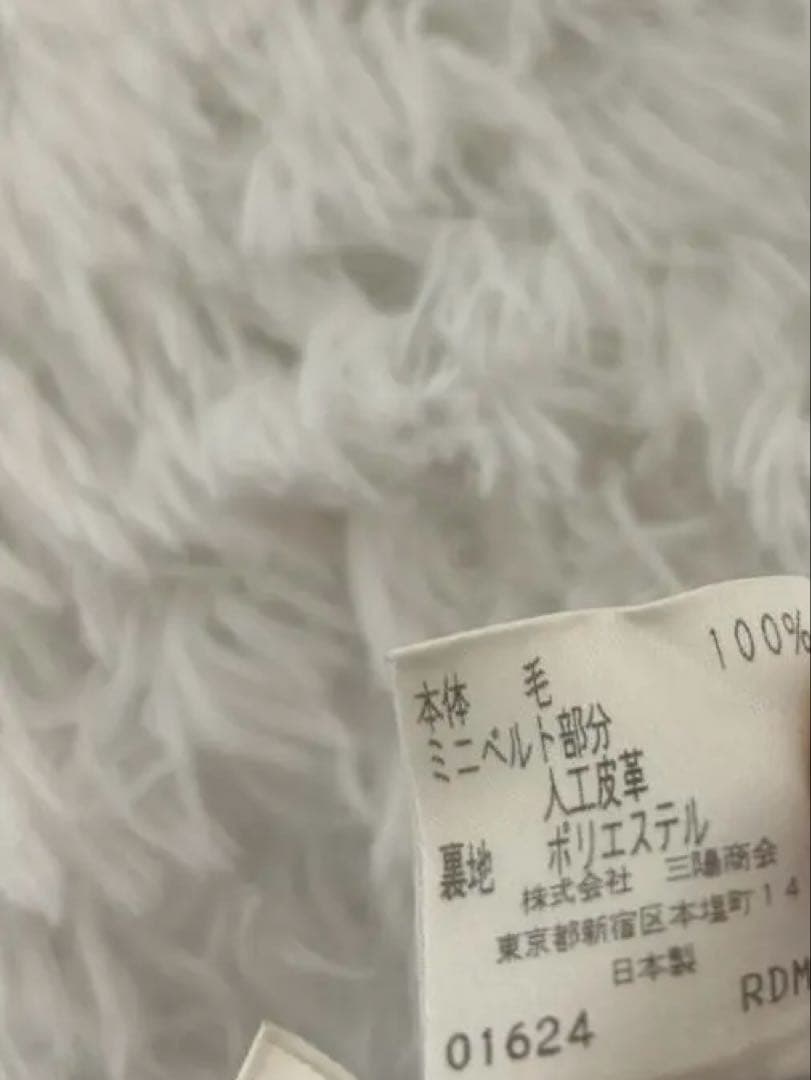 本体 毛 100%
ミニベルト部分
人工皮革
裏地 ポリエステル
株式会社 三陽商会
東京都新宿区本塩町14
日本製
RDM
01624